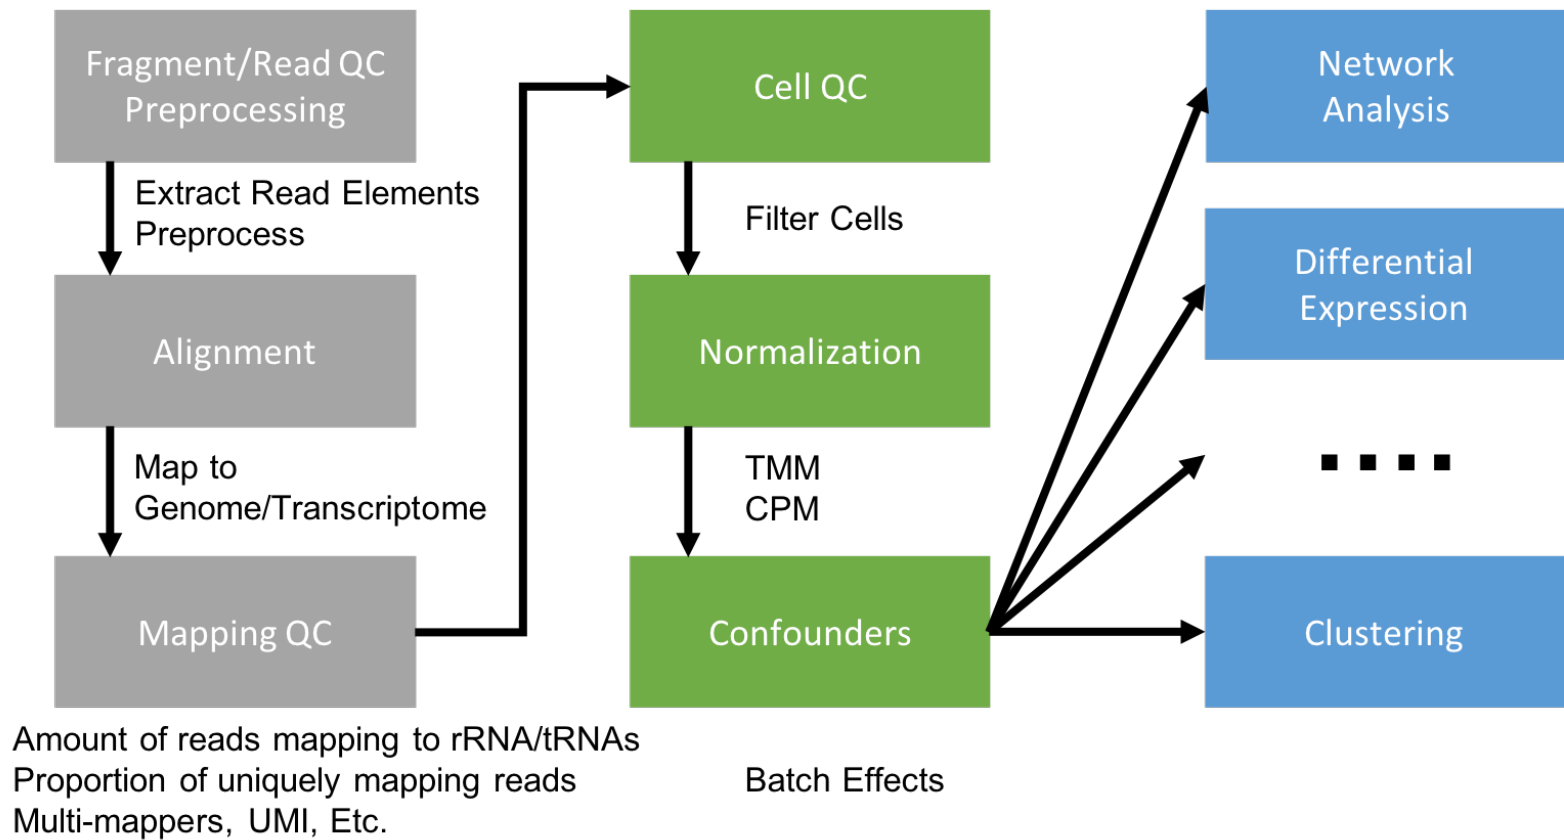 Fragment/Read QC
Preprocessing
Extract Read Elements
Preprocess
Alignment
Map to
Genome/Transcriptome
Mapping QC
Amount of reads mapping to rRNA/tRNAs
Proportion of uniquely mapping reads
Multi-mappers, UMI, Etc.
Cell QC
Filter Cells
Normalization
TMM
CPM
Confounders
Batch Effects
Network
Analysis
Differential
Expression
....
Clustering